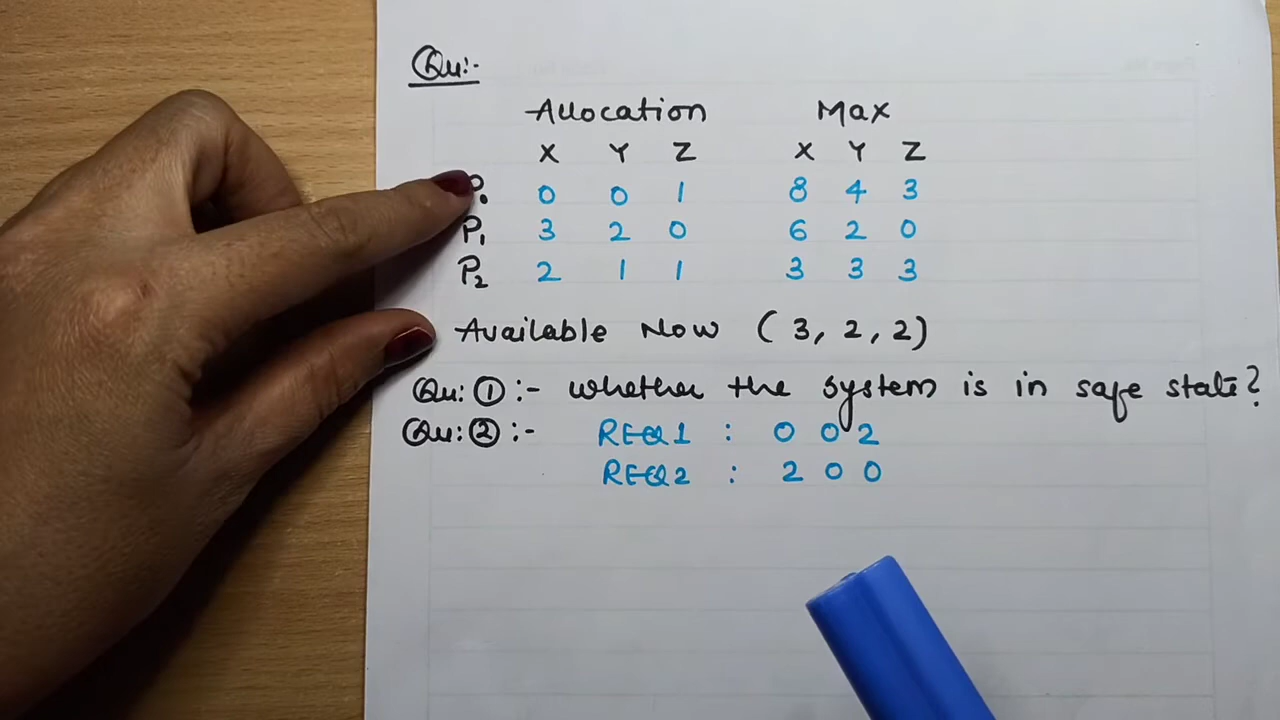 Qu:-
Allocation Max
X Y Z X Y Z
P₀ 0 0 1 8 4 3
P₁ 3 2 0 6 2 0
P₂ 2 1 1 3 3 3
Available Now (3, 2, 2)
Qu: ① :- whether the system is in safe state?
Qu: ② :- REQ1 : 0 0 2
REQ2 : 2 0 0